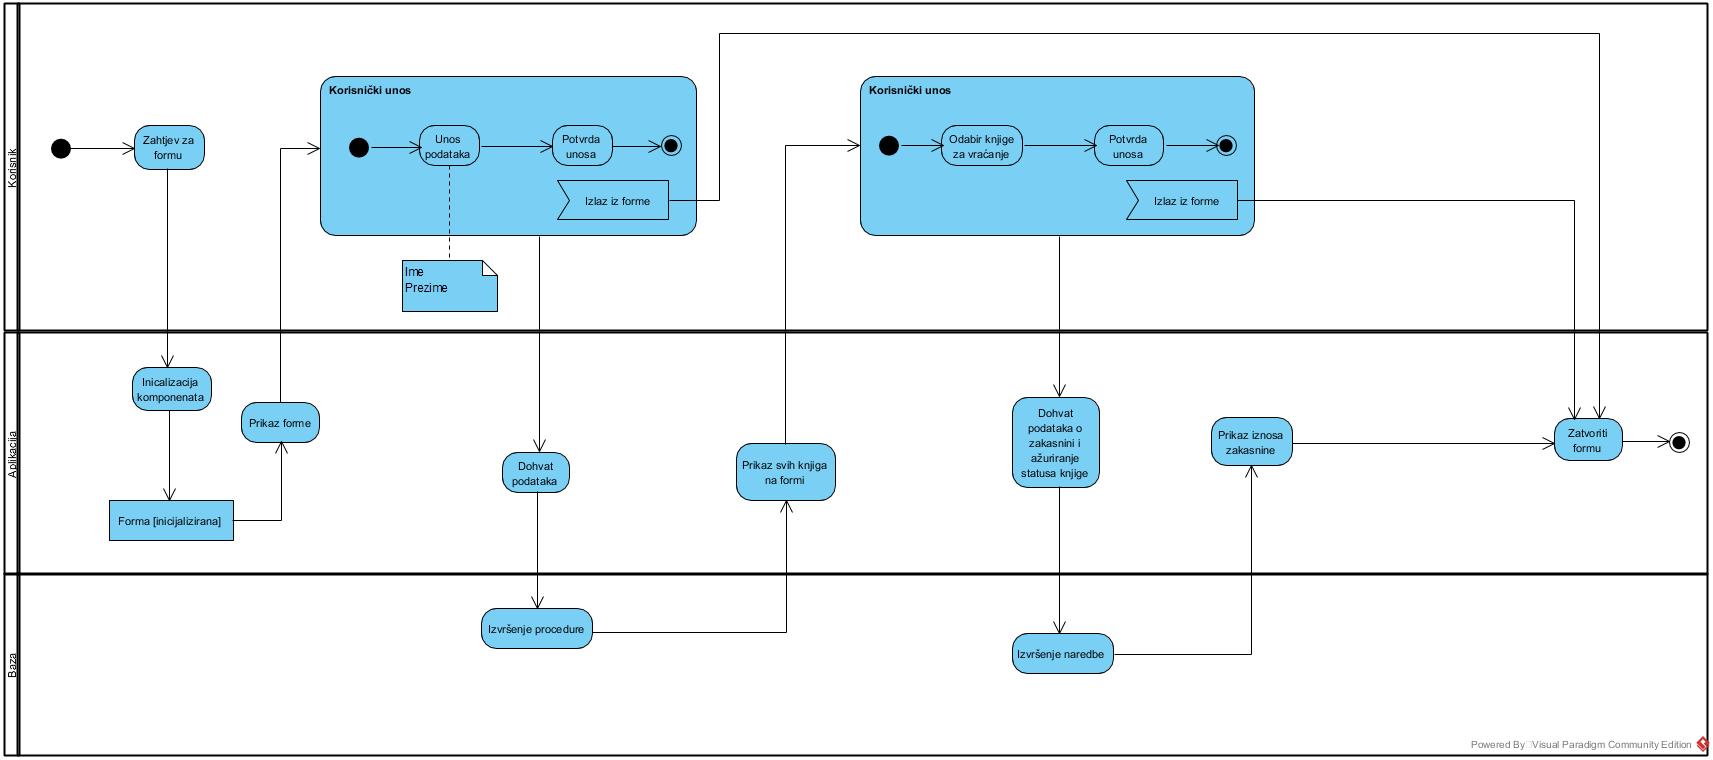 Korisnik
Zahtjev za
formu
Korisnički unos
Unos
podataka
Potvrda
unosa
Izlaz iz forme
Ime
Prezime
Korisnički unos
Odabir knjige
za vraćanje
Potvrda
unosa
Izlaz iz forme
Aplikacija
Inicalizacija
komponenata
Forma [inicijalizirana]
Prikaz forme
Dohvat
podataka
Prikaz svih knjiga
na formi
Dohvat
podataka o
zakasnini i
ažuriranje
statusa knjige
Prikaz iznosa
zakasnine
Zatvoriti
formu
Baza
Izvršenje procedure
Izvršenje naredbe
Powered By Visual Paradigm Community Edition